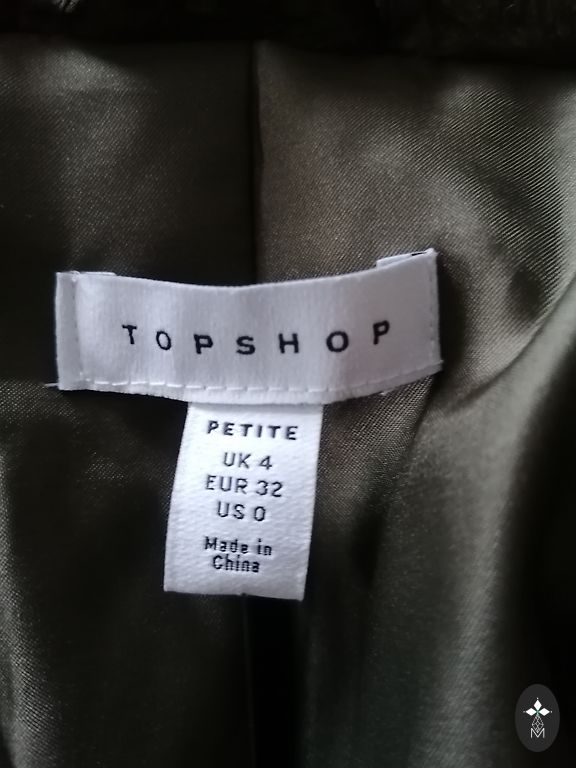 TOPSHOP
PETITE
UK 4
EUR 32
US 0
Made in
China
M